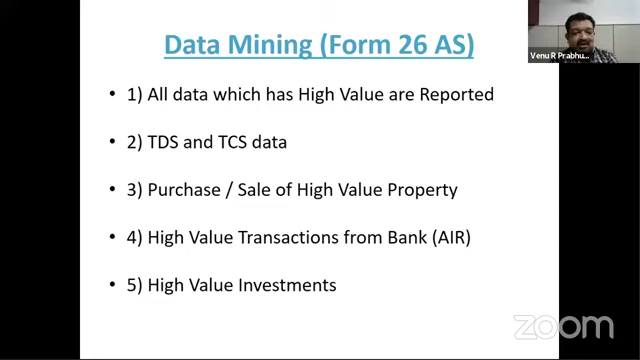 Data Mining (Form 26 AS)
Venu R Prabhu...
• 1) All data which has High Value are Reported
• 2) TDS and TCS data
• 3) Purchase / Sale of High Value Property
• 4) High Value Transactions from Bank (AIR)
• 5) High Value Investments
zoom